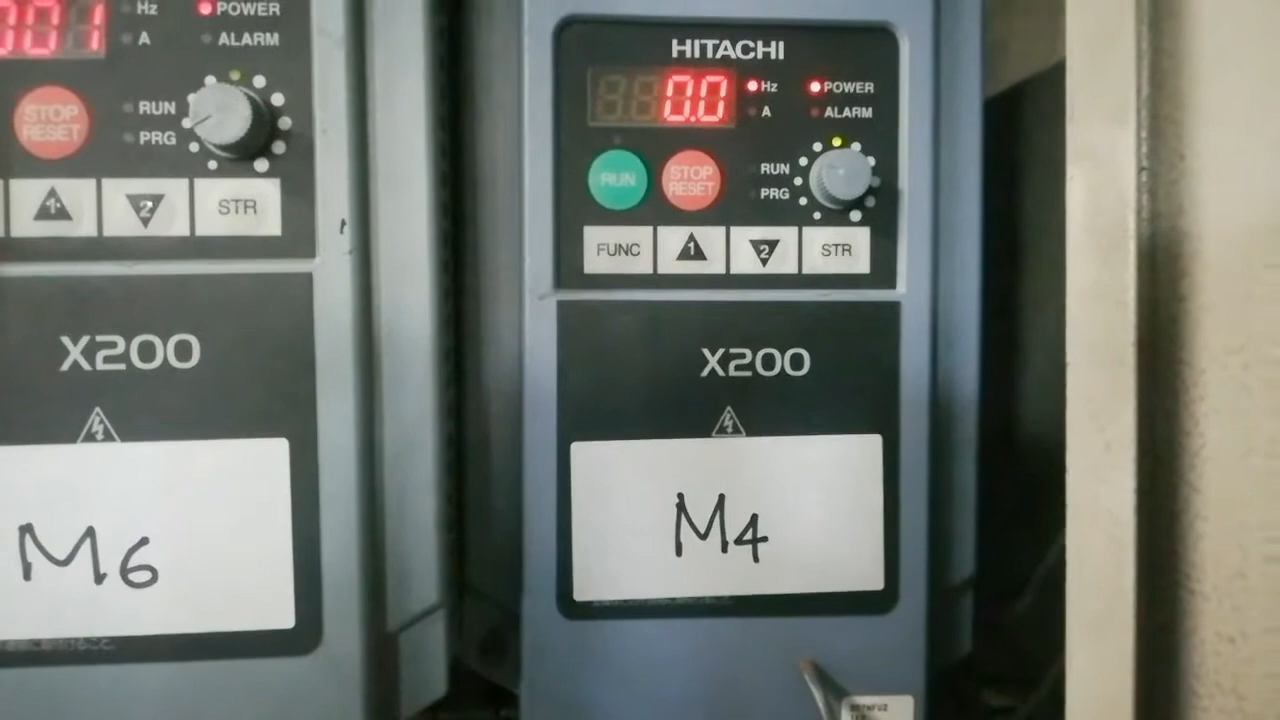 001
Hz
POWER
A
ALARM
STOP
RESET
RUN
PRG
1
2
STR
X200
M6
HITACHI
0.0
Hz
POWER
A
ALARM
RUN
STOP
RESET
RUN
PRG
FUNC
1
2
STR
X200
M4